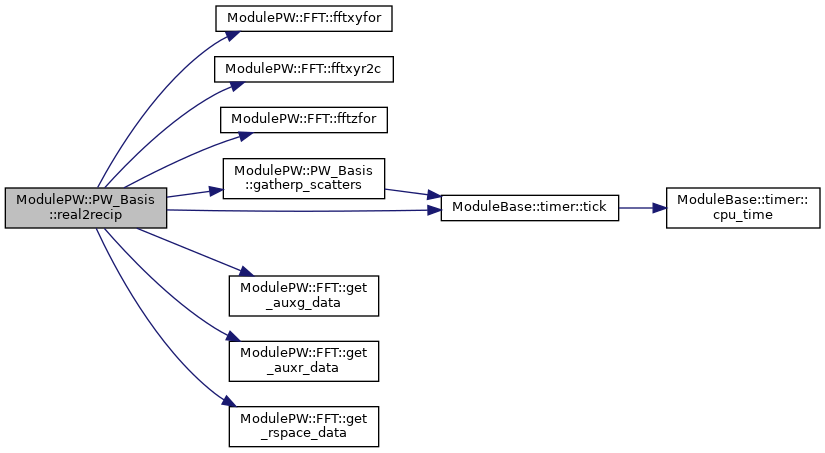 ModulePW::FFT::fftxyfor
ModulePW::FFT::fftxyr2c
ModulePW::FFT::fftzfor
ModulePW::PW_Basis
::gatherp_scatters
ModulePW::PW_Basis
::real2recip
ModuleBase::timer::tick
ModuleBase::timer::
cpu_time
ModulePW::FFT::get
_auxg_data
ModulePW::FFT::get
_auxr_data
ModulePW::FFT::get
_rspace_data